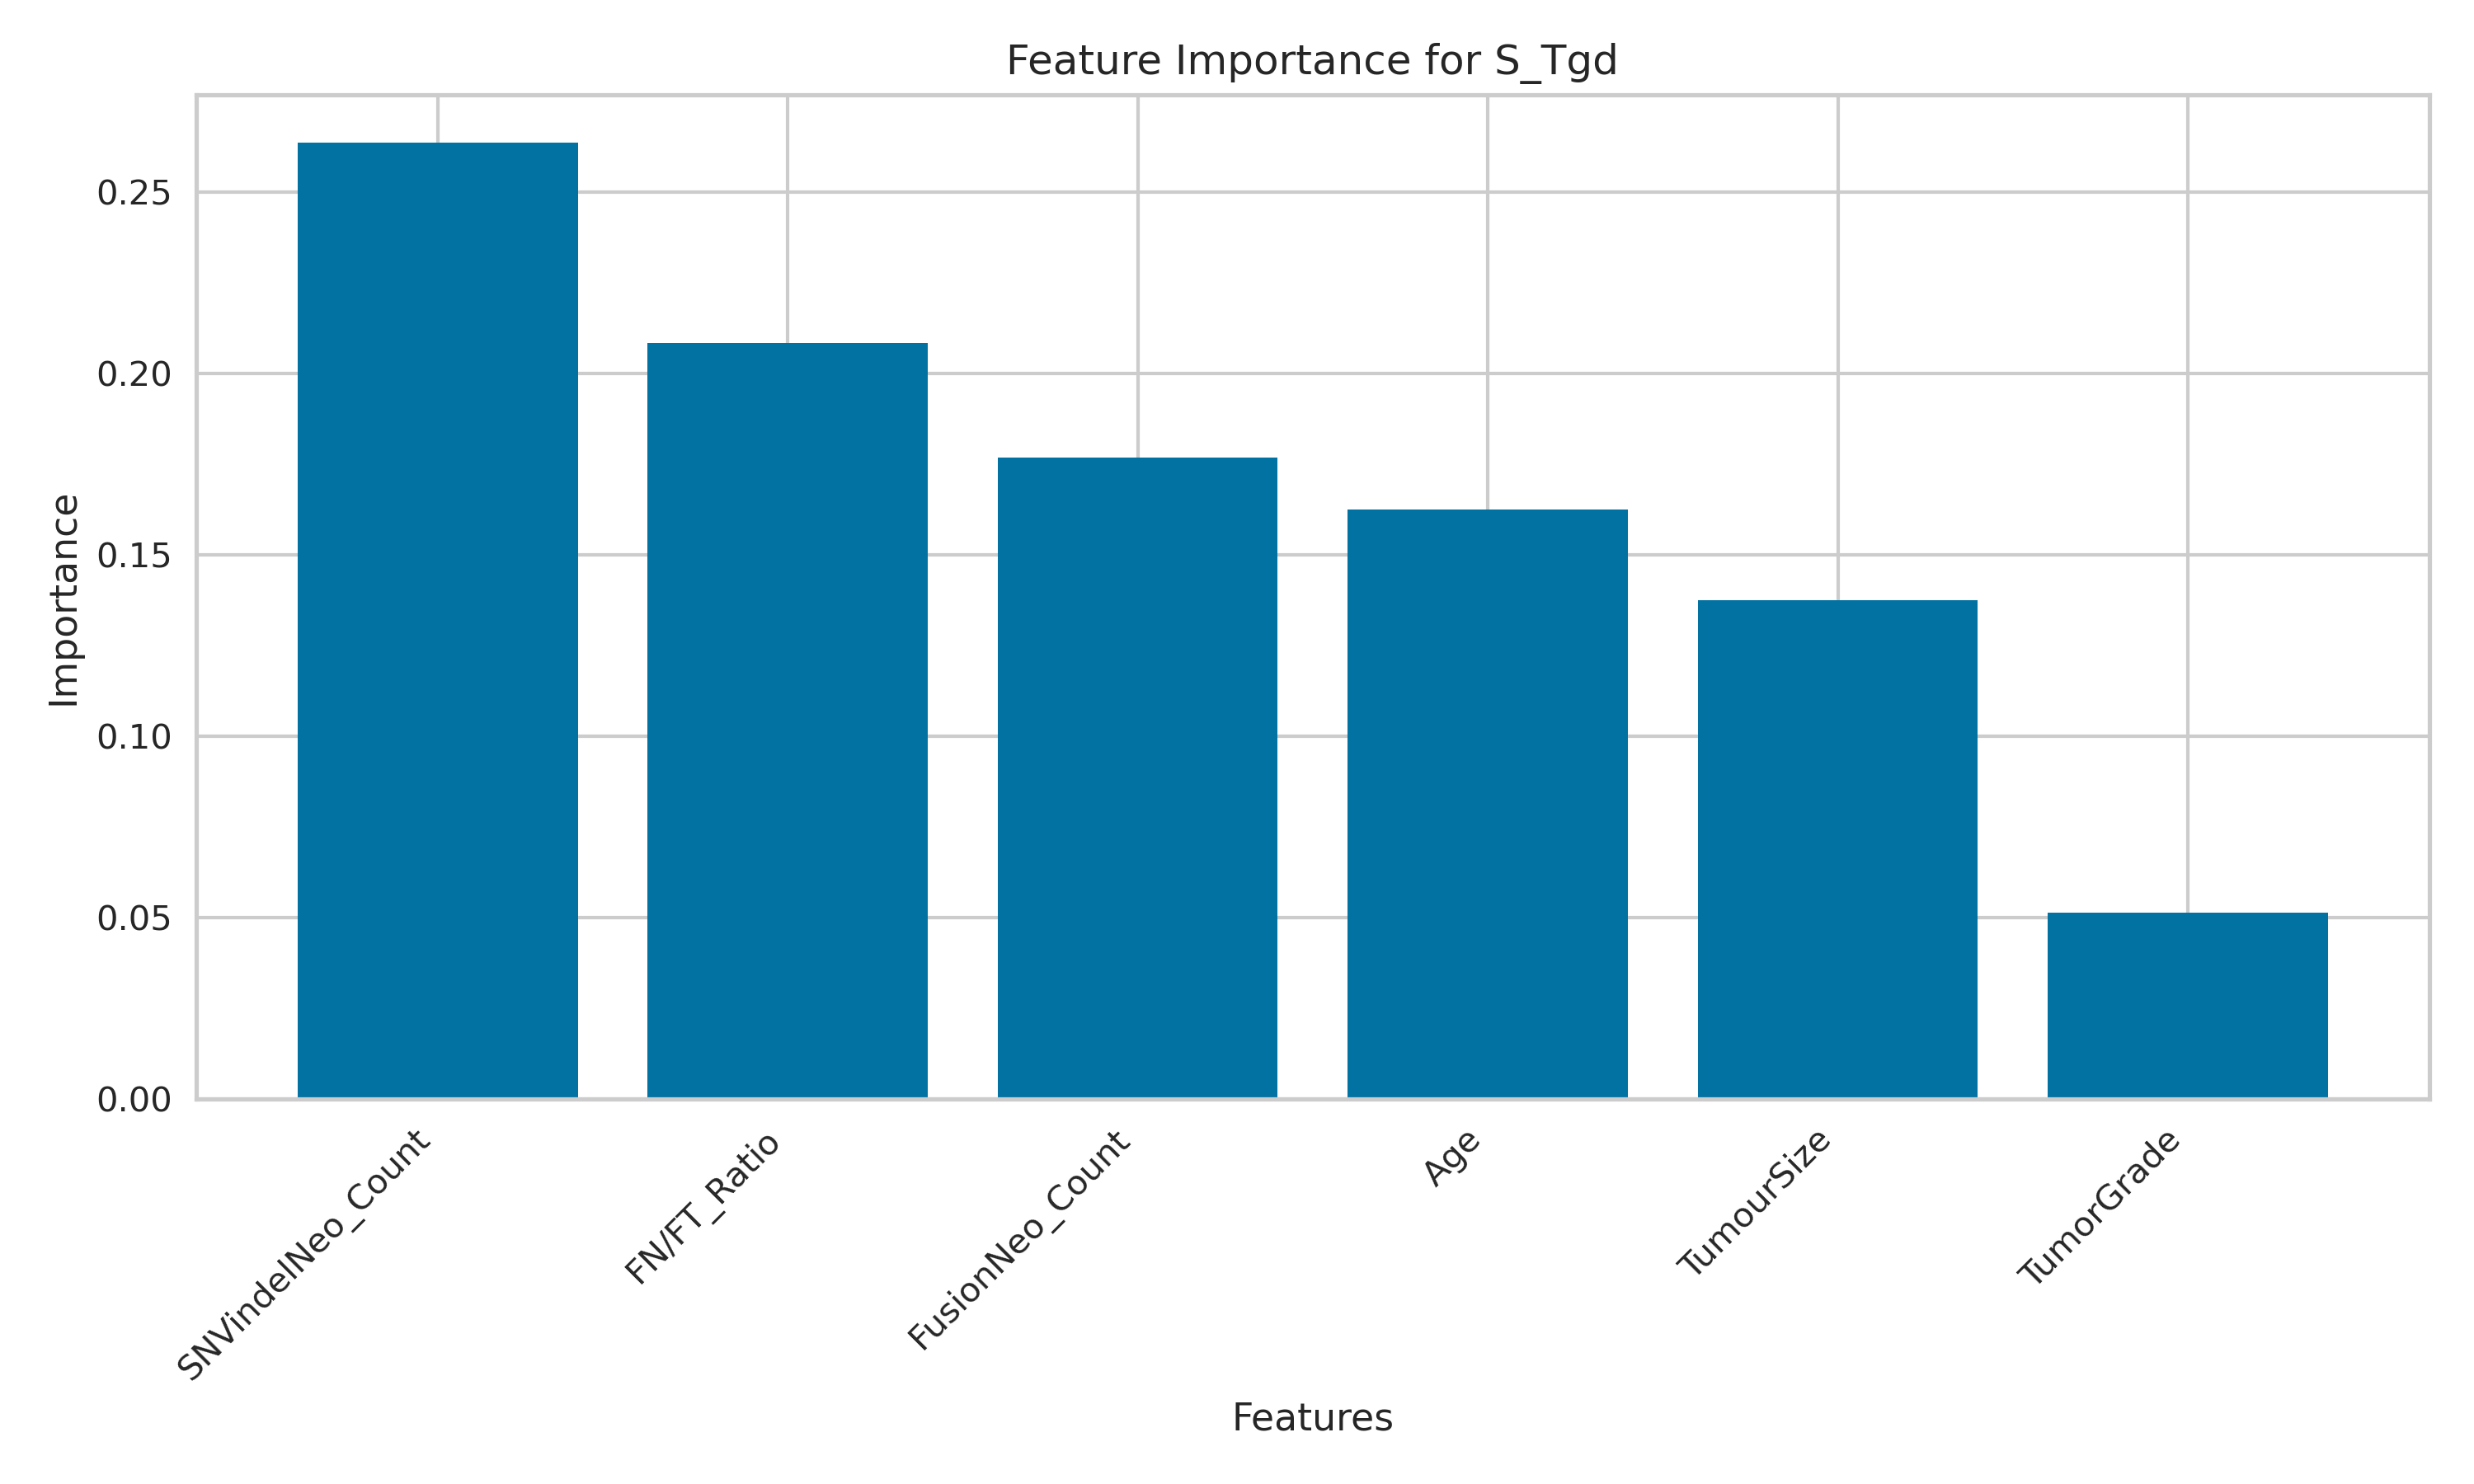 Feature Importance for S_Tgd
Importance
0.25
0.20
0.15
0.10
0.05
0.00
SNVindelNeo_Count
FN/FT_Ratio
FusionNeo_Count
Age
TumourSize
TumorGrade
Features